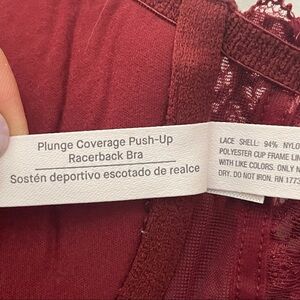 Plunge Coverage Push-Up
Racerback Bra
Sostén deportivo escotado de realce
LACE SHELL: 94% NYLO
POLYESTER CUP FRAME LIN
WITH LIKE COLORS. ONLY N
DRY. DO NOT IRON. RN 1773